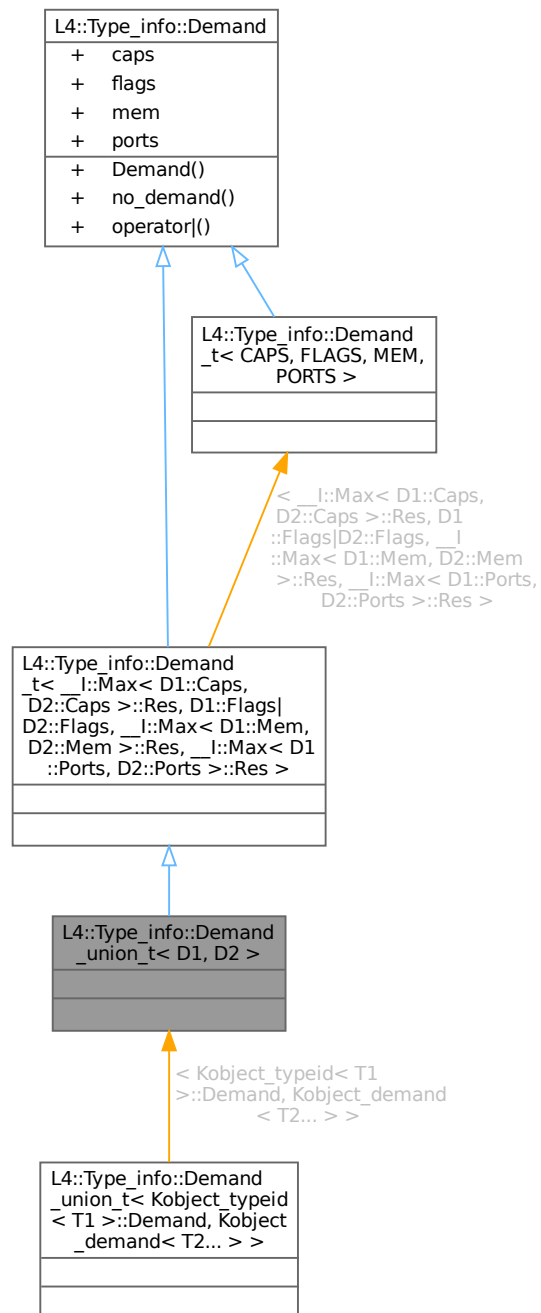 L4::Type_info::Demand
+ caps
+ flags
+ mem
+ ports
+ Demand()
+ no_demand()
+ operator|()
L4::Type_info::Demand
_t< CAPS, FLAGS, MEM,
PORTS >
< __I::Max< D1::Caps,
D2::Caps >::Res, D1
::Flags|D2::Flags, __I
::Max< D1::Mem, D2::Mem
>::Res, __I::Max< D1::Ports,
D2::Ports >::Res >
L4::Type_info::Demand
_t< __I::Max< D1::Caps,
D2::Caps >::Res, D1::Flags|
D2::Flags, __I::Max< D1::Mem,
D2::Mem >::Res, __I::Max< D1
::Ports, D2::Ports >::Res >
L4::Type_info::Demand
_union_t< D1, D2 >
< Kobject_typeid< T1
>::Demand, Kobject_demand
< T2... > >
L4::Type_info::Demand
_union_t< Kobject_typeid
< T1 >::Demand, Kobject
_demand< T2... > >